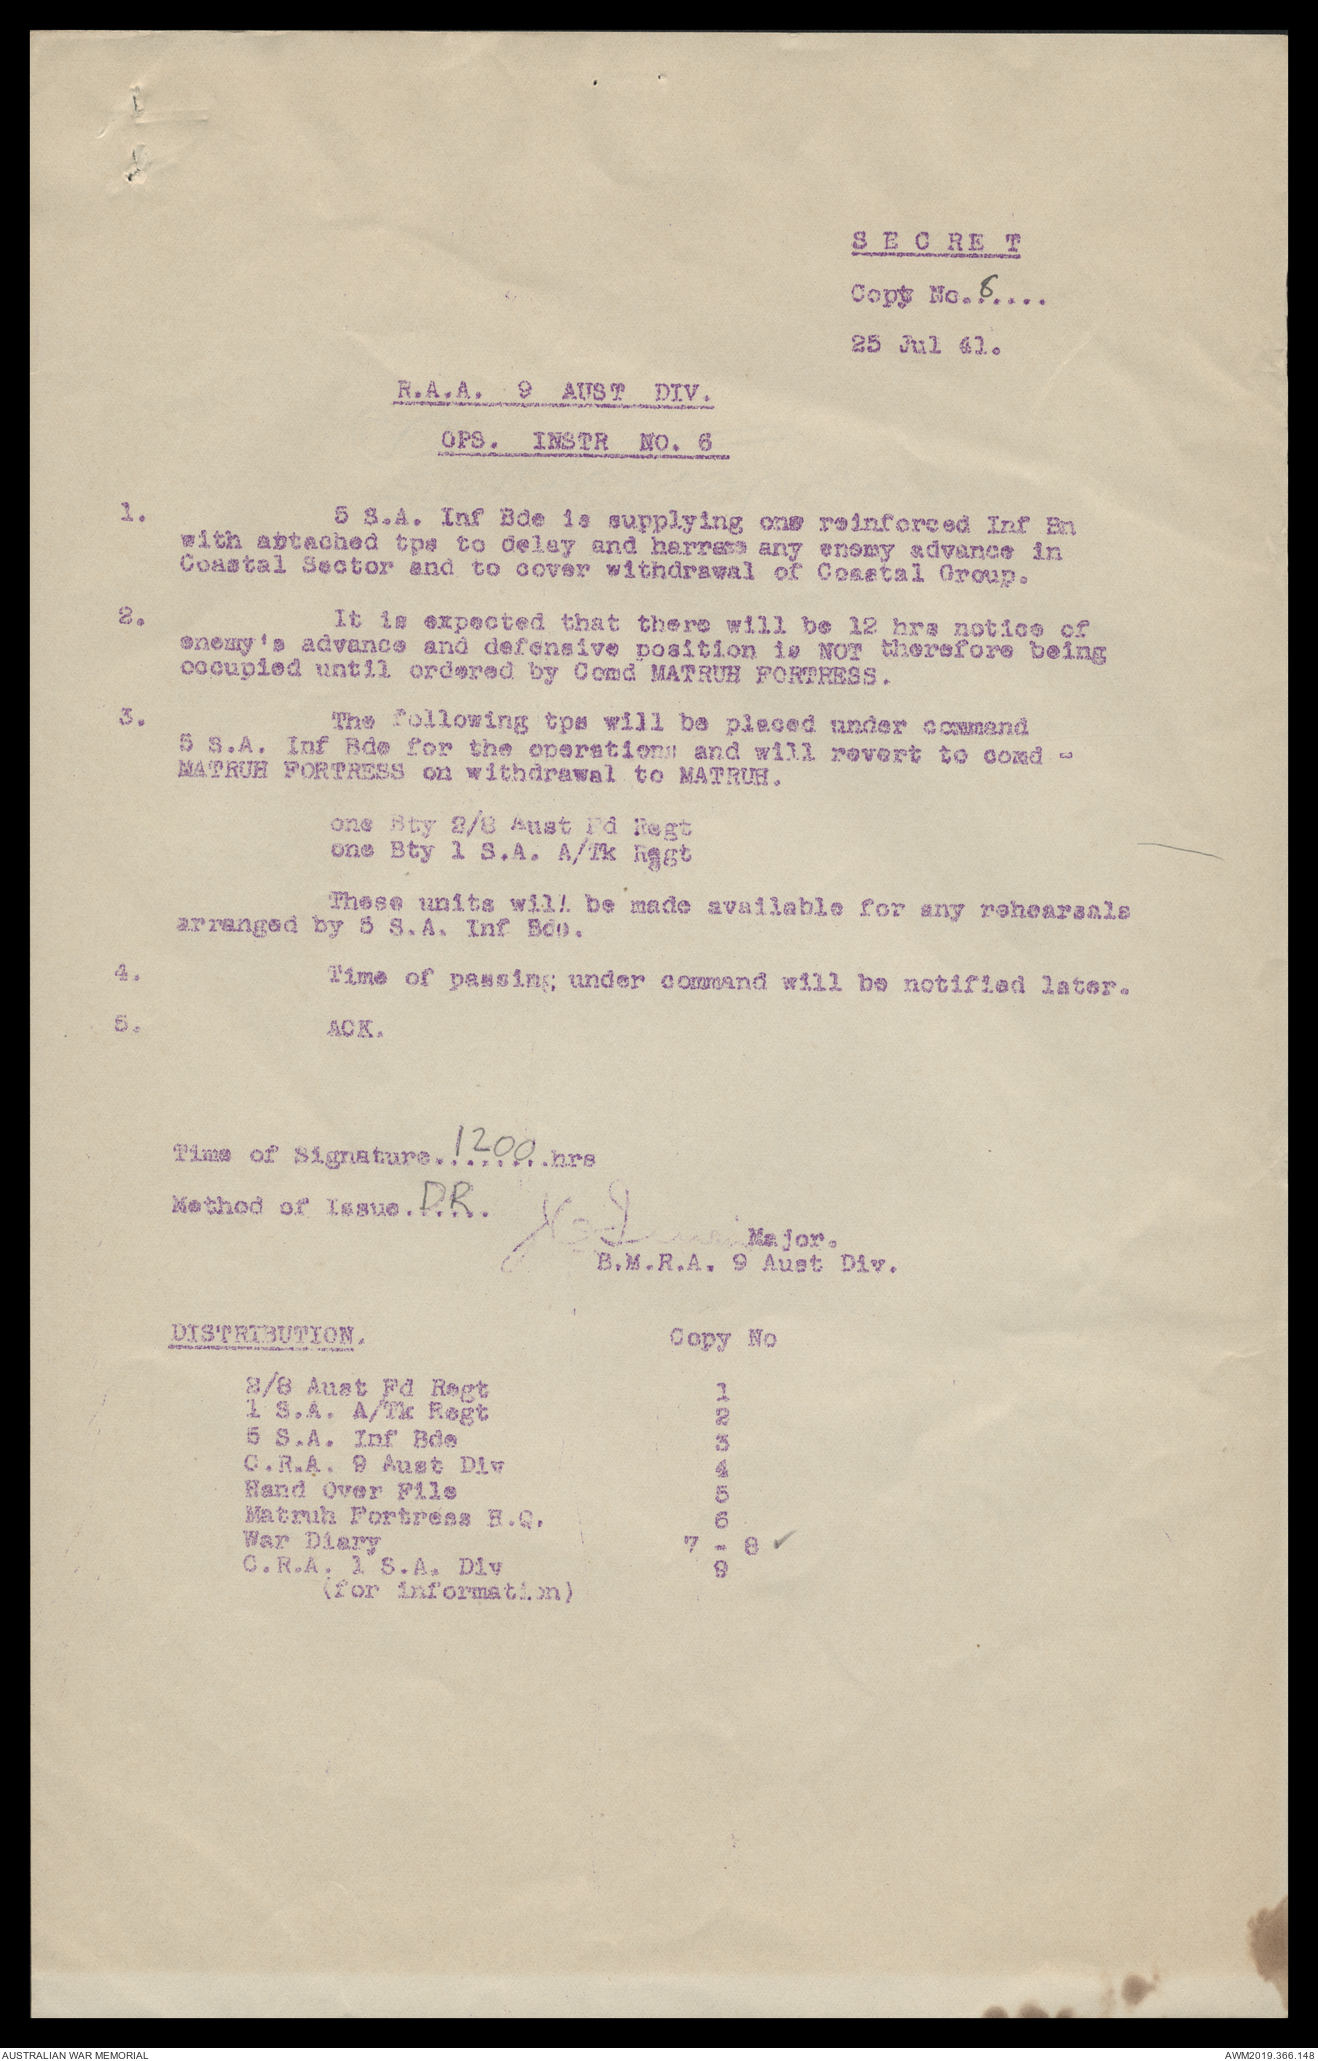 S E C R E T
Copy No.8.....
25 Jul 41.
R.A.A. 9 AUST DIV.
OPS. INSTR NO. 6
1. 5 S.A. Inf Bde is supplying one reinforced Inf Bn
with attached tps to delay and harrass any enemy advance in
Coastal Sector and to cover withdrawal of Coastal Group.
2. It is expected that there will be 12 hrs notice of
enemy's advance and defensive position is NOT therefore being
occupied until ordered by Comd MATRUH FORTRESS.
3. The following tps will be placed under command
5 S.A. Inf Bde for the operations and will revert to comd -
MATRUH FORTRESS on withdrawal to MATRUH.
one Bty 2/8 Aust Fd Regt
one Bty 1 S.A. A/Tk Regt
These units will be made available for any rehearsals
arranged by 5 S.A. Inf Bde.
4. Time of passing under command will be notified later.
5. ACK.
Time of Signature.1200.hrs
Method of Issue.DR.
Major.
B.M.R.A. 9 Aust Div.
DISTRIBUTION. Copy No
2/8 Aust Fd Regt 1
1 S.A. A/Tk Regt 2
5 S.A. Inf Bde 3
C.R.A. 9 Aust Div 4
Hand Over File 5
Matruh Fortress H.Q. 6
War Diary 7 - 8 ✓
C.R.A. 1 S.A. Div 9
(for information)
AUSTRALIAN WAR MEMORIAL
AWM2019.366.148